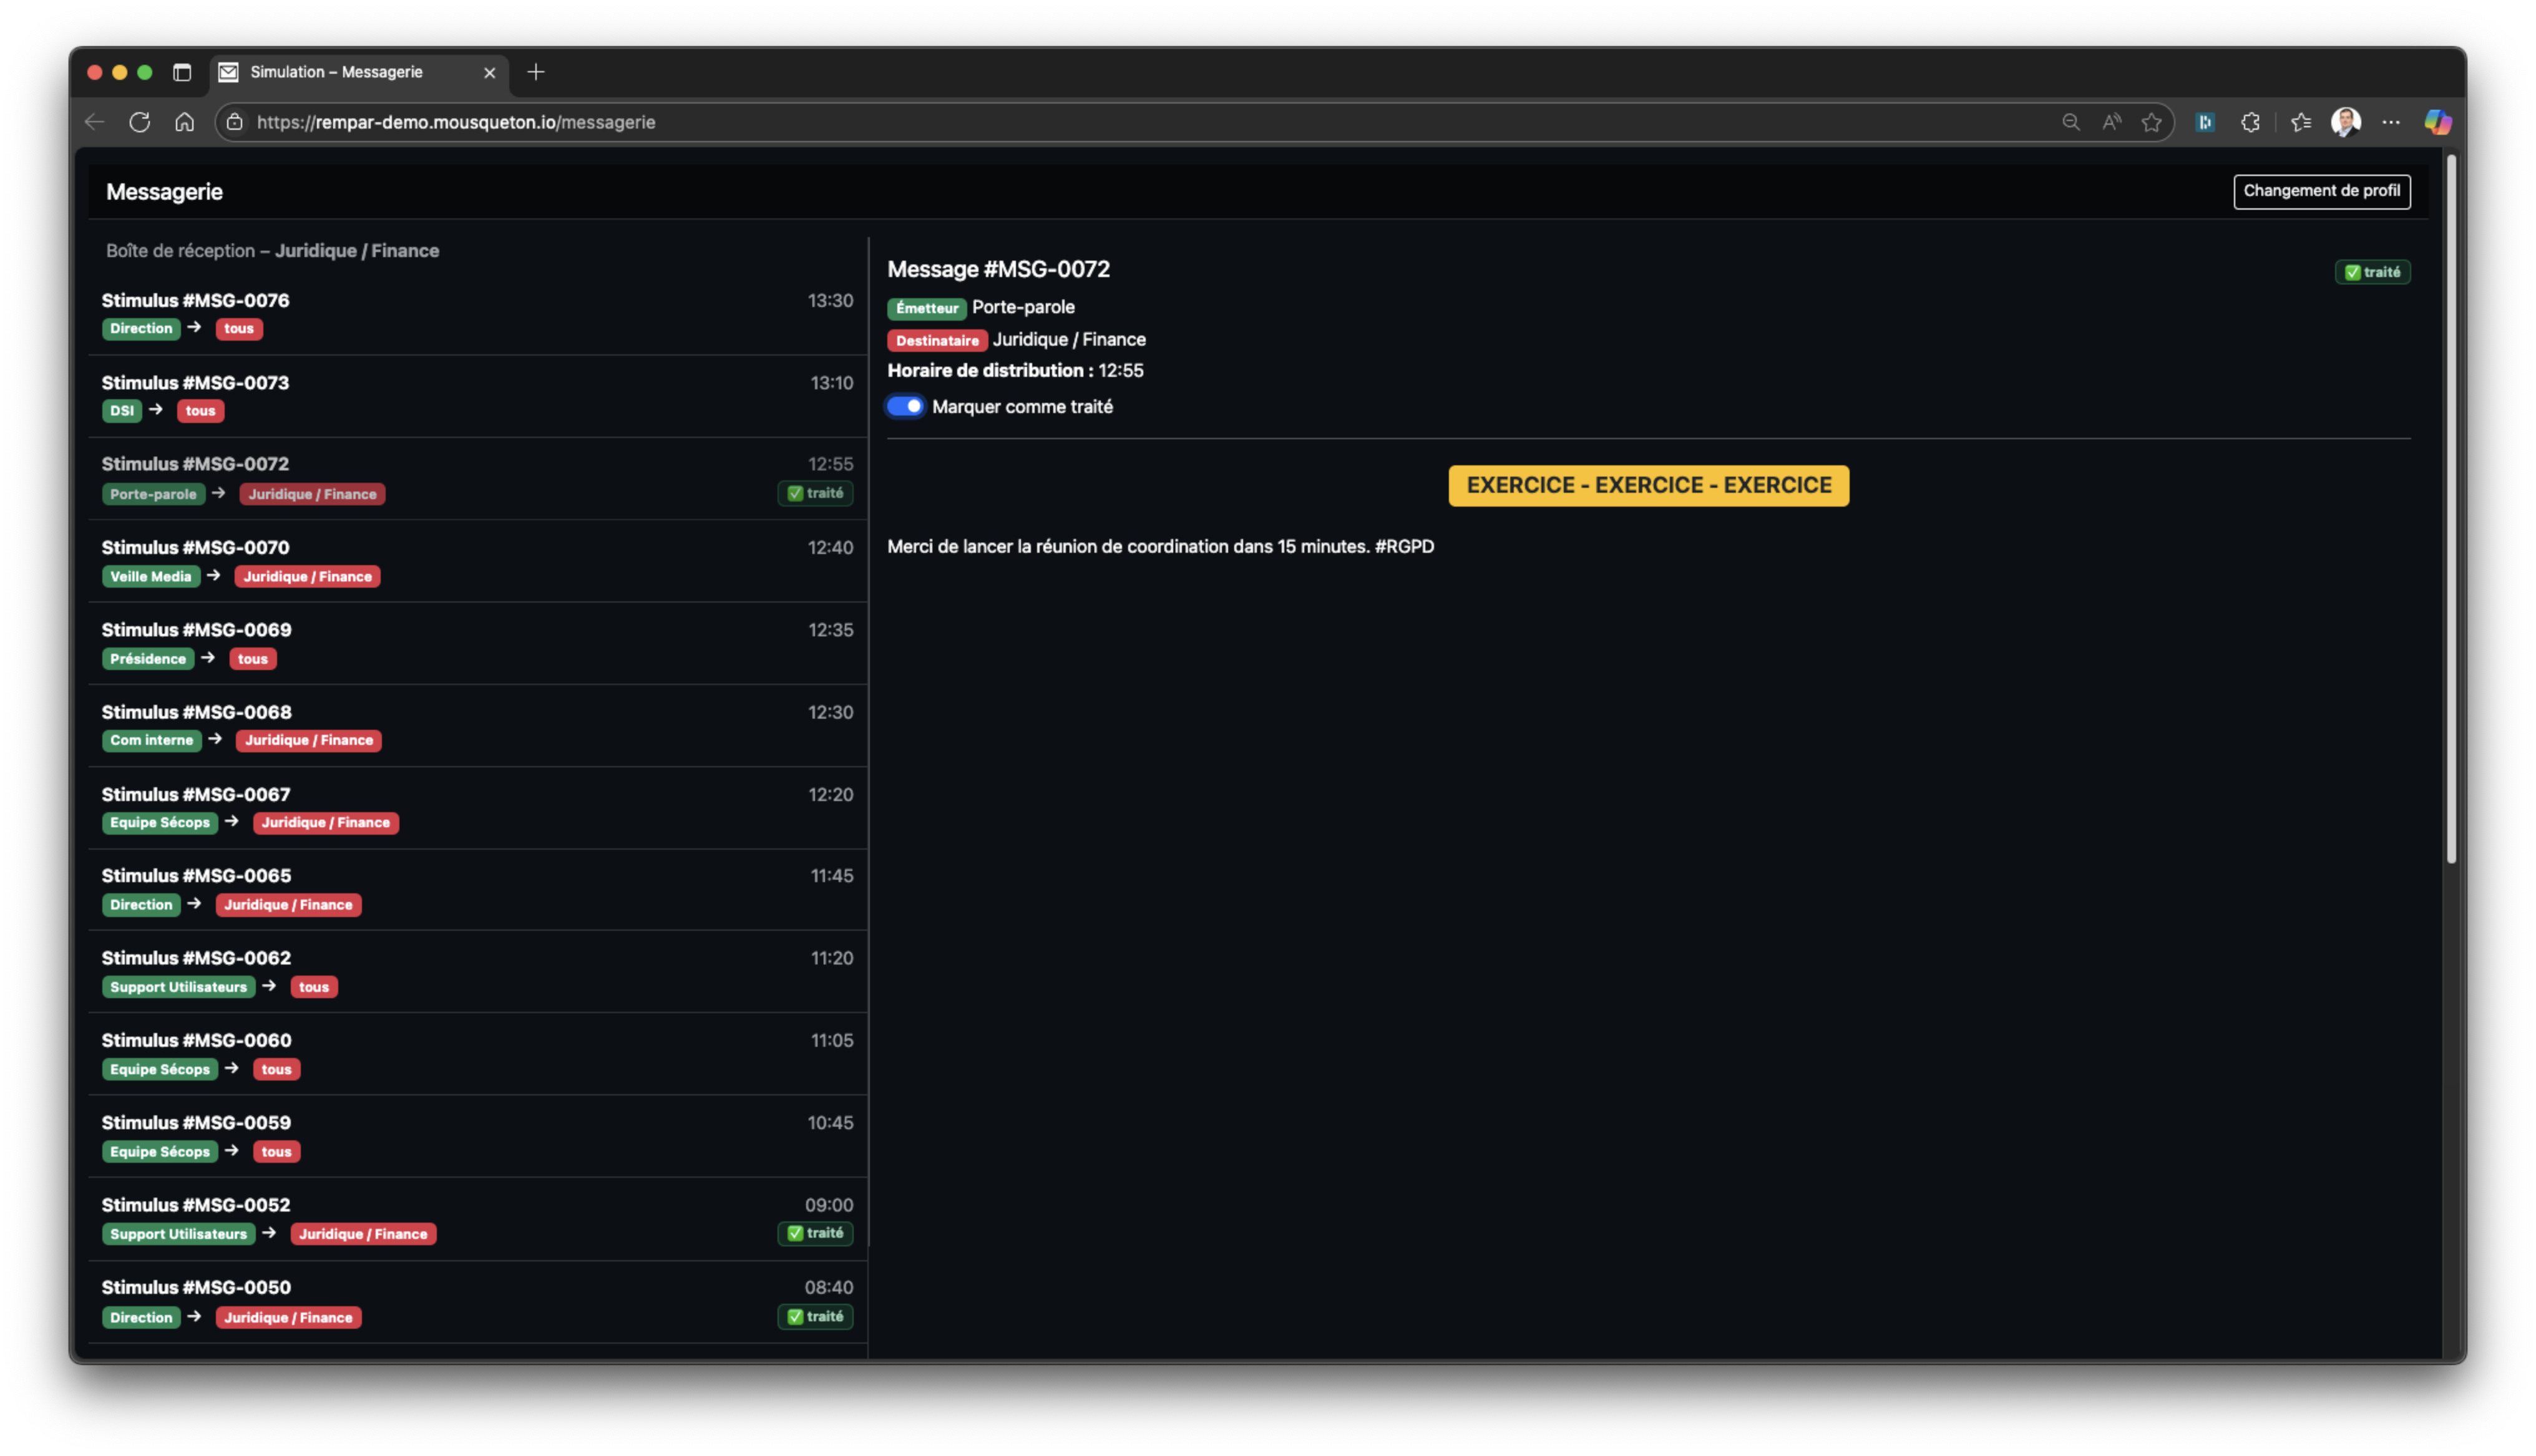 Simulation – Messagerie
https://rempar-demo.mousqueton.io/messagerie
Messagerie
Changement de profil
Boîte de réception – Juridique / Finance
Stimulus #MSG-0076 13:30
Direction → tous
Stimulus #MSG-0073 13:10
DSI → tous
Stimulus #MSG-0072 12:55
Porte-parole → Juridique / Finance ✅ traité
Stimulus #MSG-0070 12:40
Veille Media → Juridique / Finance
Stimulus #MSG-0069 12:35
Présidence → tous
Stimulus #MSG-0068 12:30
Com interne → Juridique / Finance
Stimulus #MSG-0067 12:20
Equipe Sécops → Juridique / Finance
Stimulus #MSG-0065 11:45
Direction → Juridique / Finance
Stimulus #MSG-0062 11:20
Support Utilisateurs → tous
Stimulus #MSG-0060 11:05
Equipe Sécops → tous
Stimulus #MSG-0059 10:45
Equipe Sécops → tous
Stimulus #MSG-0052 09:00
Support Utilisateurs → Juridique / Finance ✅ traité
Stimulus #MSG-0050 08:40
Direction → Juridique / Finance ✅ traité
Message #MSG-0072 ✅ traité
Émetteur Porte-parole
Destinataire Juridique / Finance
Horaire de distribution : 12:55
Marquer comme traité
EXERCICE - EXERCICE - EXERCICE
Merci de lancer la réunion de coordination dans 15 minutes. #RGPD